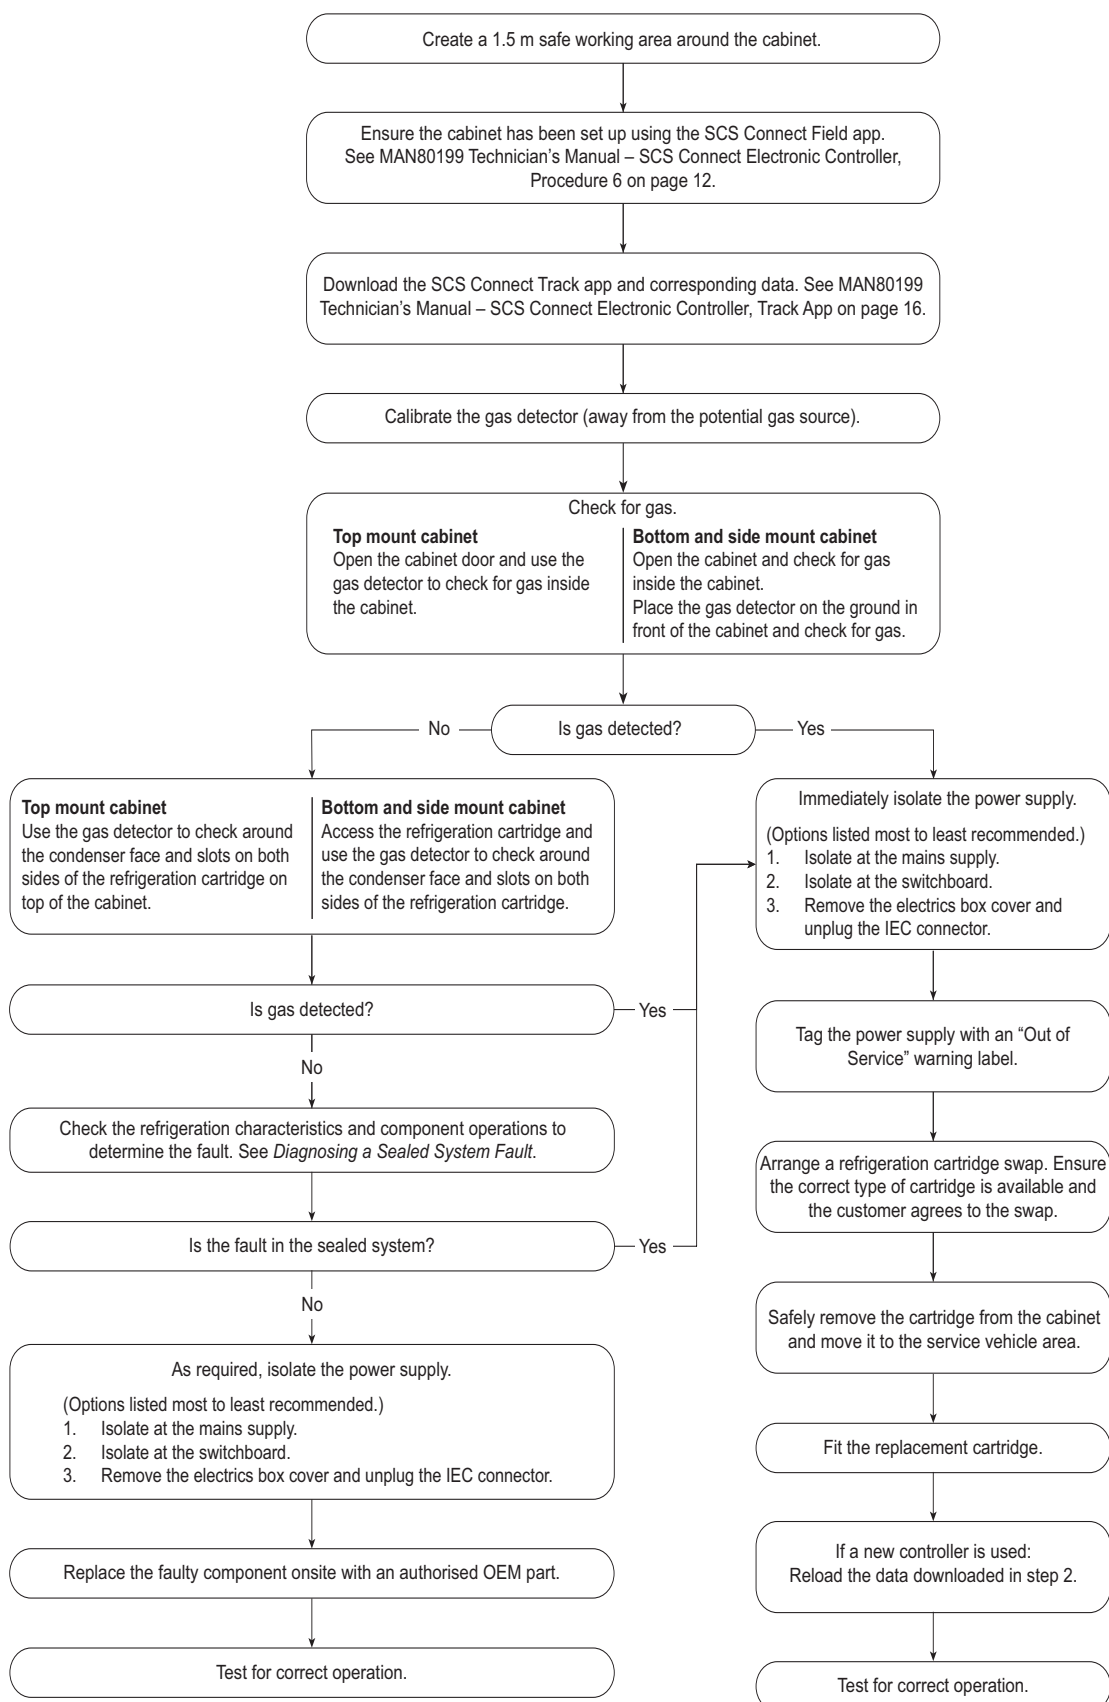 Create a 1.5 m safe working area around the cabinet.
Ensure the cabinet has been set up using the SCS Connect Field app.
See MAN80199 Technician’s Manual – SCS Connect Electronic Controller,
Procedure 6 on page 12.
Download the SCS Connect Track app and corresponding data. See MAN80199
Technician’s Manual – SCS Connect Electronic Controller, Track App on page 16.
Calibrate the gas detector (away from the potential gas source).
Check for gas.
Top mount cabinet
Open the cabinet door and use the
gas detector to check for gas inside
the cabinet.
Bottom and side mount cabinet
Open the cabinet and check for gas
inside the cabinet.
Place the gas detector on the ground in
front of the cabinet and check for gas.
No
Is gas detected?
Yes
Top mount cabinet
Use the gas detector to check around
the condenser face and slots on both
sides of the refrigeration cartridge on
top of the cabinet.
Bottom and side mount cabinet
Access the refrigeration cartridge and
use the gas detector to check around
the condenser face and slots on both
sides of the refrigeration cartridge.
Is gas detected?
Yes
No
Check the refrigeration characteristics and component operations to
determine the fault. See Diagnosing a Sealed System Fault.
Is the fault in the sealed system?
Yes
No
As required, isolate the power supply.
(Options listed most to least recommended.)
1. Isolate at the mains supply.
2. Isolate at the switchboard.
3. Remove the electrics box cover and unplug the IEC connector.
Replace the faulty component onsite with an authorised OEM part.
Test for correct operation.
Immediately isolate the power supply.
(Options listed most to least recommended.)
1. Isolate at the mains supply.
2. Isolate at the switchboard.
3. Remove the electrics box cover and
unplug the IEC connector.
Tag the power supply with an “Out of
Service” warning label.
Arrange a refrigeration cartridge swap. Ensure
the correct type of cartridge is available and
the customer agrees to the swap.
Safely remove the cartridge from the cabinet
and move it to the service vehicle area.
Fit the replacement cartridge.
If a new controller is used:
Reload the data downloaded in step 2.
Test for correct operation.